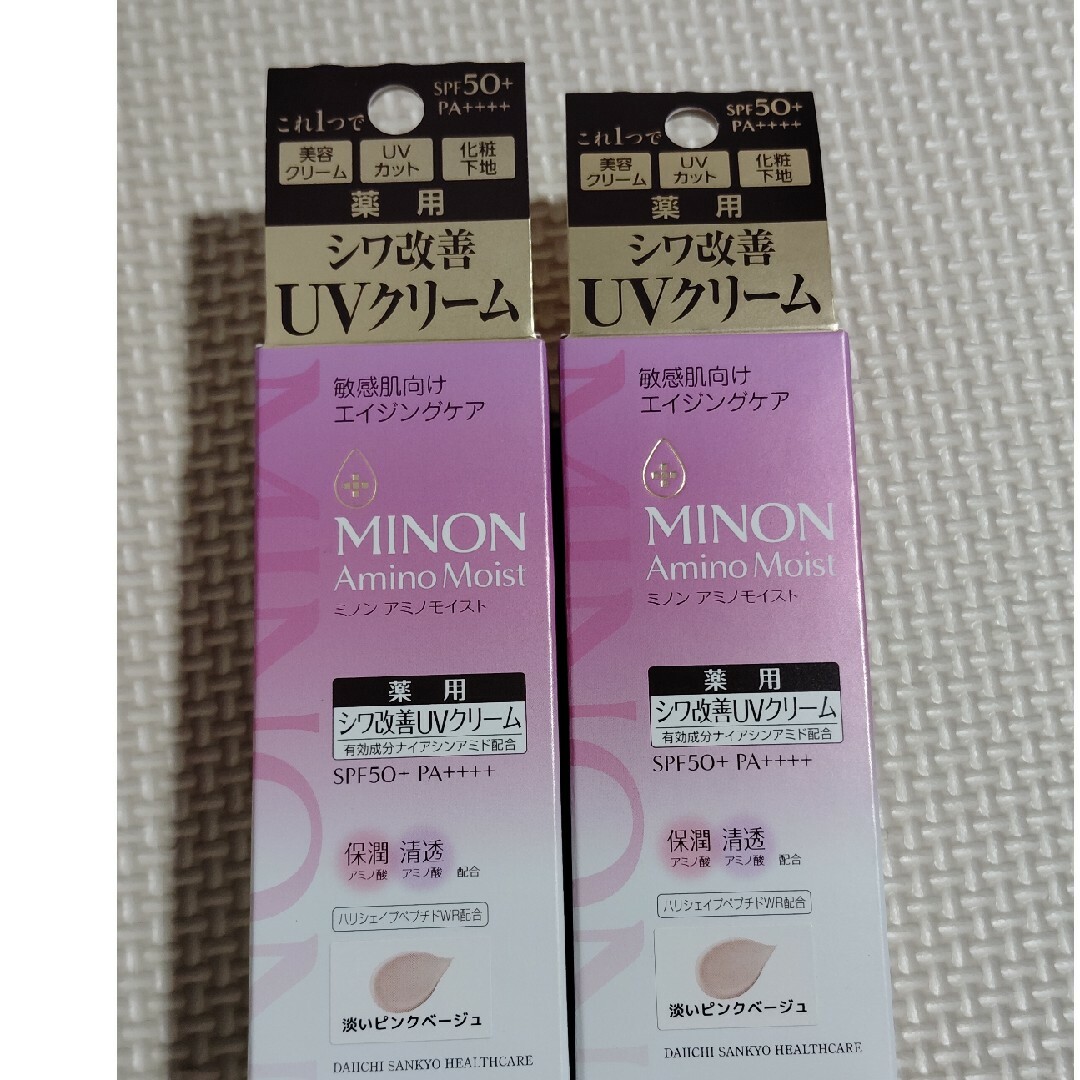 SPF50+
PA++++
これ1つで
美容
クリーム
UV
カット
化粧
下地
薬用
シワ改善
UVクリーム
敏感肌向け
エイジングケア
MINON
Amino Moist
ミノン アミノモイスト
薬用
シワ改善UVクリーム
有効成分ナイアシンアミド配合
SPF50+ PA++++
保潤 清透
アミノ酸 アミノ酸 配合
ハリシェイプペプチドWR配合
淡いピンクベージュ
DAIICHI SANKYO HEALTHCARE
MINON
SPF50+
PA++++
これ1つで
美容
クリーム
UV
カット
化粧
下地
薬用
シワ改善
UVクリーム
敏感肌向け
エイジングケア
MINON
Amino Moist
ミノン アミノモイスト
薬用
シワ改善UVクリーム
有効成分ナイアシンアミド配合
SPF50+ PA++++
保潤 清透
アミノ酸 アミノ酸 配合
ハリシェイプペプチドWR配合
淡いピンクベージュ
DAIICHI SANKYO HEALTHCARE
MINON